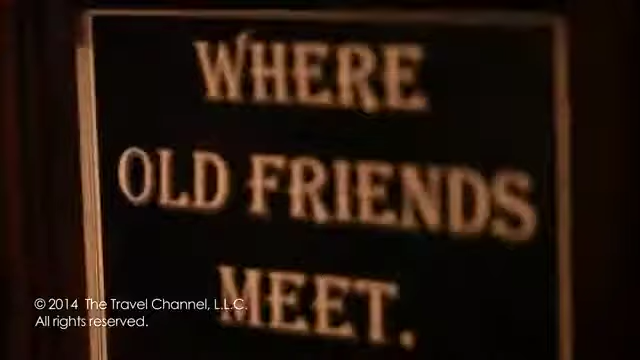 WHERE
OLD FRIENDS
MEET.
© 2014 The Travel Channel, L.L.C.
All rights reserved.